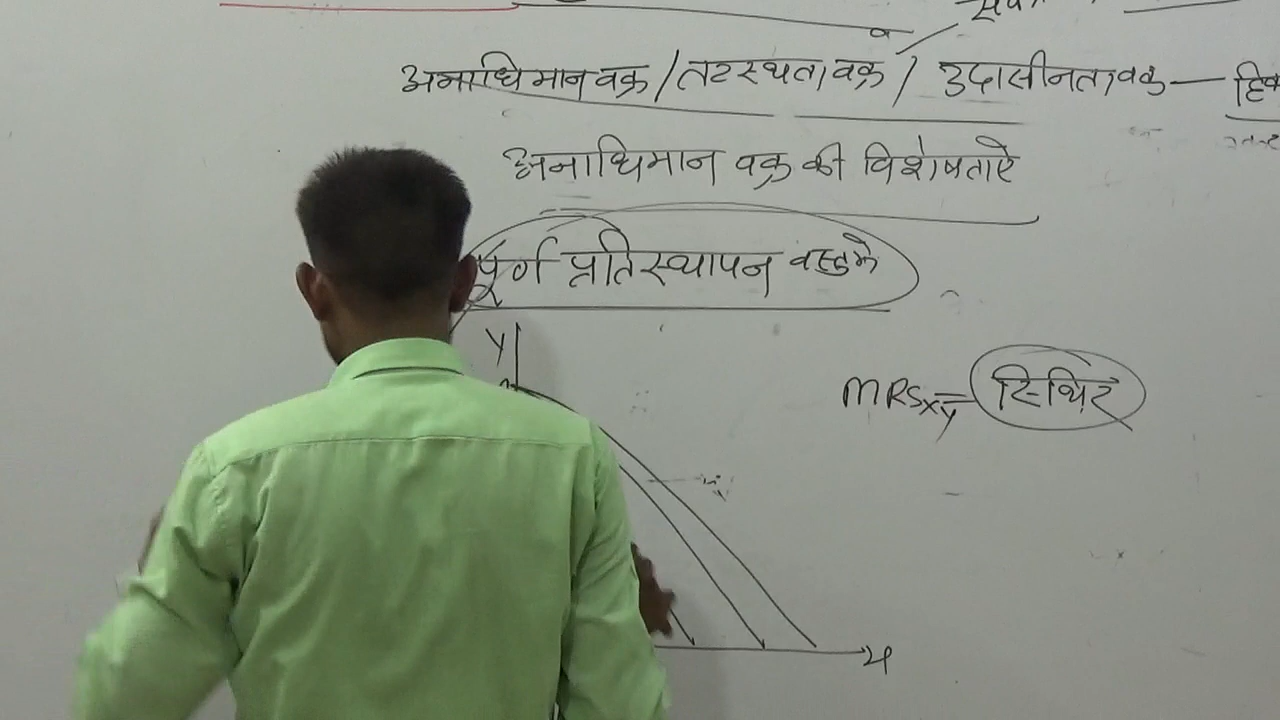 अनाधिमान वक्र / तटस्थता वक्र / उदासीनता वक्र —
अनाधिमान वक्र की विशेषताऐ
पूर्ण प्रतिस्थापन वस्तु के
Y
MRSxy = स्थिर